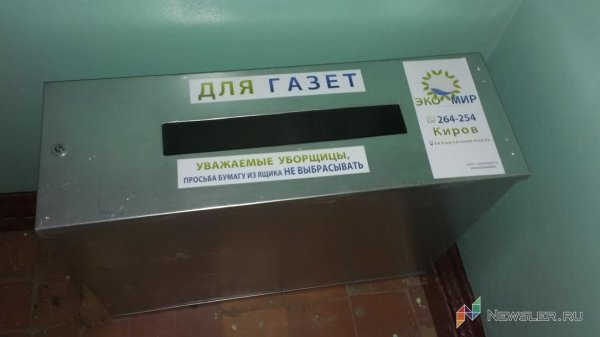 ДЛЯ ГАЗЕТ
ЭКО МИР
264-254
Киров
УВАЖАЕМЫЕ УБОРЩИЦЫ,
ПРОСЬБА БУМАГУ ИЗ ЯЩИКА НЕ ВЫБРАСЫВАТЬ
NEWSLER.RU